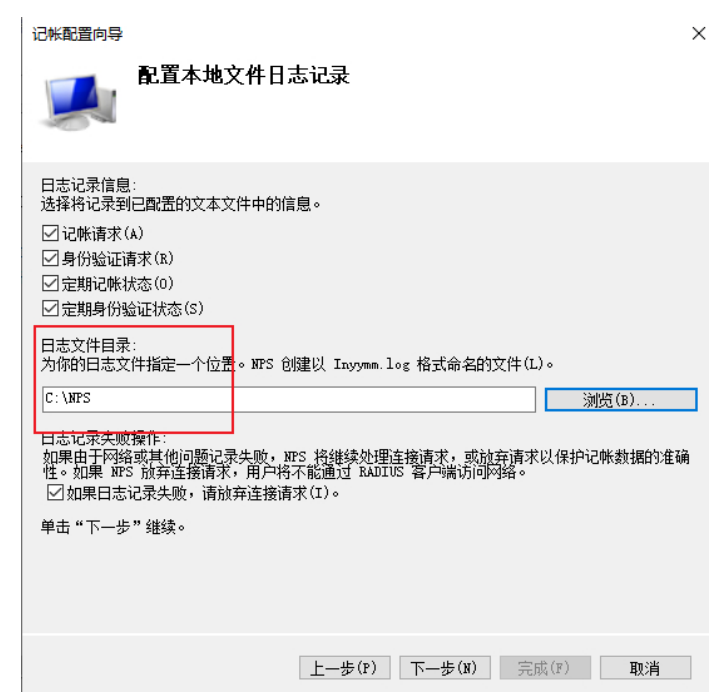 记帐配置向导
配置本地文件日志记录
日志记录信息:
选择将记录到已配置的文本文件中的信息。
记帐请求(A)
身份验证请求(R)
定期记帐状态(O)
定期身份验证状态(S)
日志文件目录:
为你的日志文件指定一个位置。NPS 创建以 Inyymm.log 格式命名的文件(L)。
C:\NPS
浏览(B)...
日志记录失败操作:
如果由于网络或其他问题记录失败，NPS 将继续处理连接请求，或放弃请求以保护记帐数据的准确
性。如果 NPS 放弃连接请求，用户将不能通过 RADIUS 客户端访问网络。
如果日志记录失败，请放弃连接请求(I)。
单击“下一步”继续。
上一步(P)
下一步(N)
完成(F)
取消